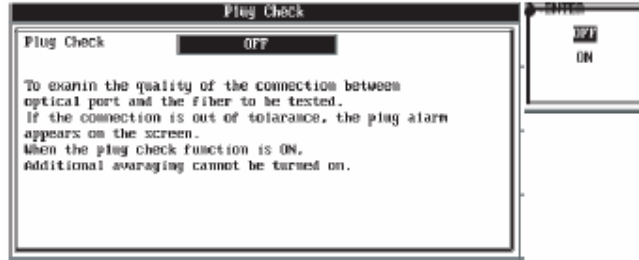 Plug Check
Plug Check OFF
To examin the quality of the connection between
optical port and the fiber to be tested.
If the connection is out of tolarance, the plug alarm
appears on the screen.
When the plug check function is ON,
Additional avaraging cannot be turned on.
ENTER
OFF
ON